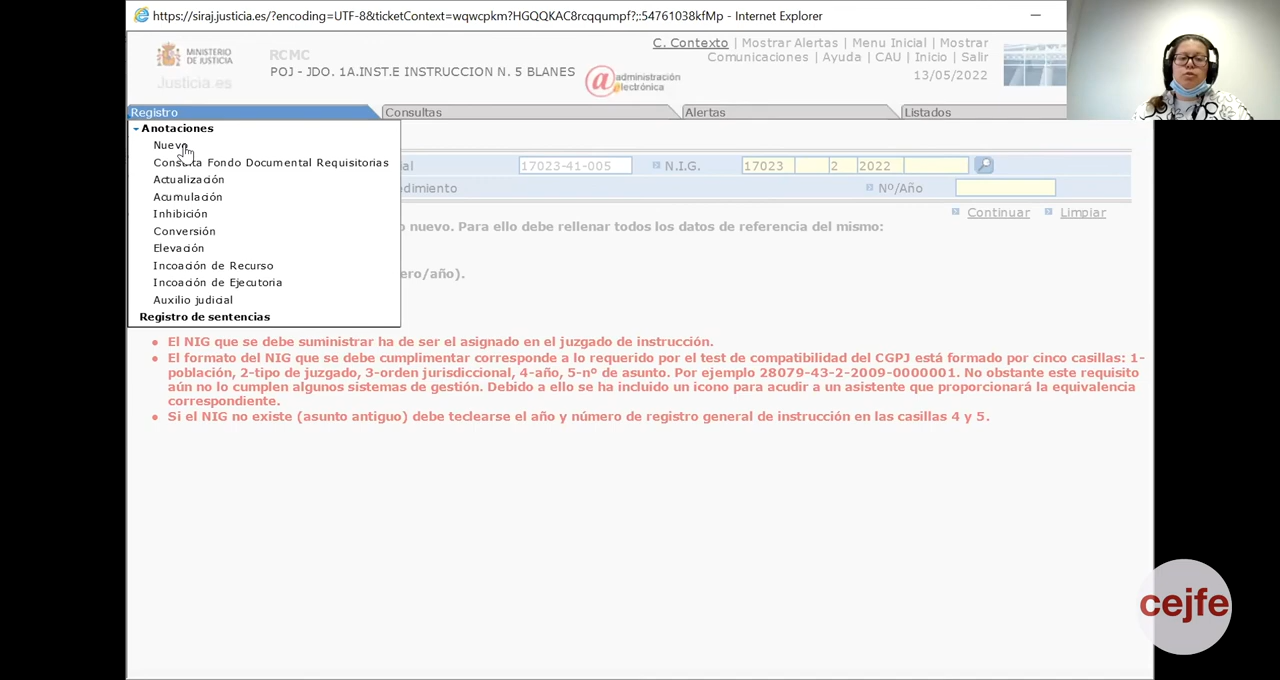 https://siraj.justicia.es/?encoding=UTF-8&ticketContext=wqwcpkm?HGQQKAC8rcqqumpf?;:54761038kfMp - Internet Explorer
MINISTERIO
DE JUSTICIA
Justicia.es
RCMC
POJ - JDO. 1A.INST.E INSTRUCCION N. 5 BLANES
administración
electrónica
C. Contexto | Mostrar Alertas | Menu Inicial | Mostrar
Comunicaciones | Ayuda | CAU | Inicio | Salir
13/05/2022
Registro
Consultas
Alertas
Listados
Anotaciones
Nuevo
Consulta Fondo Documental Requisitorias
Actualización
Acumulación
Inhibición
Conversión
Elevación
Incoación de Recurso
Incoación de Ejecutoria
Auxilio judicial
Registro de sentencias
17023-41-005 N.I.G. 17023 2 2022
edimiento Nº/Año
Continuar Limpiar
o nuevo. Para ello debe rellenar todos los datos de referencia del mismo:
ero/año).
• El NIG que se debe suministrar ha de ser el asignado en el juzgado de instrucción.
• El formato del NIG que se debe cumplimentar corresponde a lo requerido por el test de compatibilidad del CGPJ está formado por cinco casillas: 1-
población, 2-tipo de juzgado, 3-orden jurisdiccional, 4-año, 5-nº de asunto. Por ejemplo 28079-43-2-2009-0000001. No obstante este requisito
aún no lo cumplen algunos sistemas de gestión. Debido a ello se ha incluido un icono para acudir a un asistente que proporcionará la equivalencia
correspondiente.
• Si el NIG no existe (asunto antiguo) debe teclearse el año y número de registro general de instrucción en las casillas 4 y 5.
cejfe